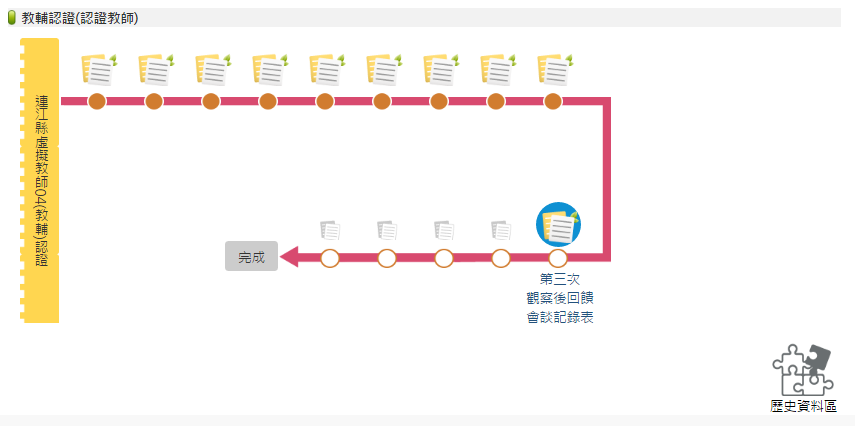 教輔認證(認證教師)
連江縣虛擬教師04(教輔)認證
完成
第三次
觀察後回饋
會談記錄表
歷史資料區